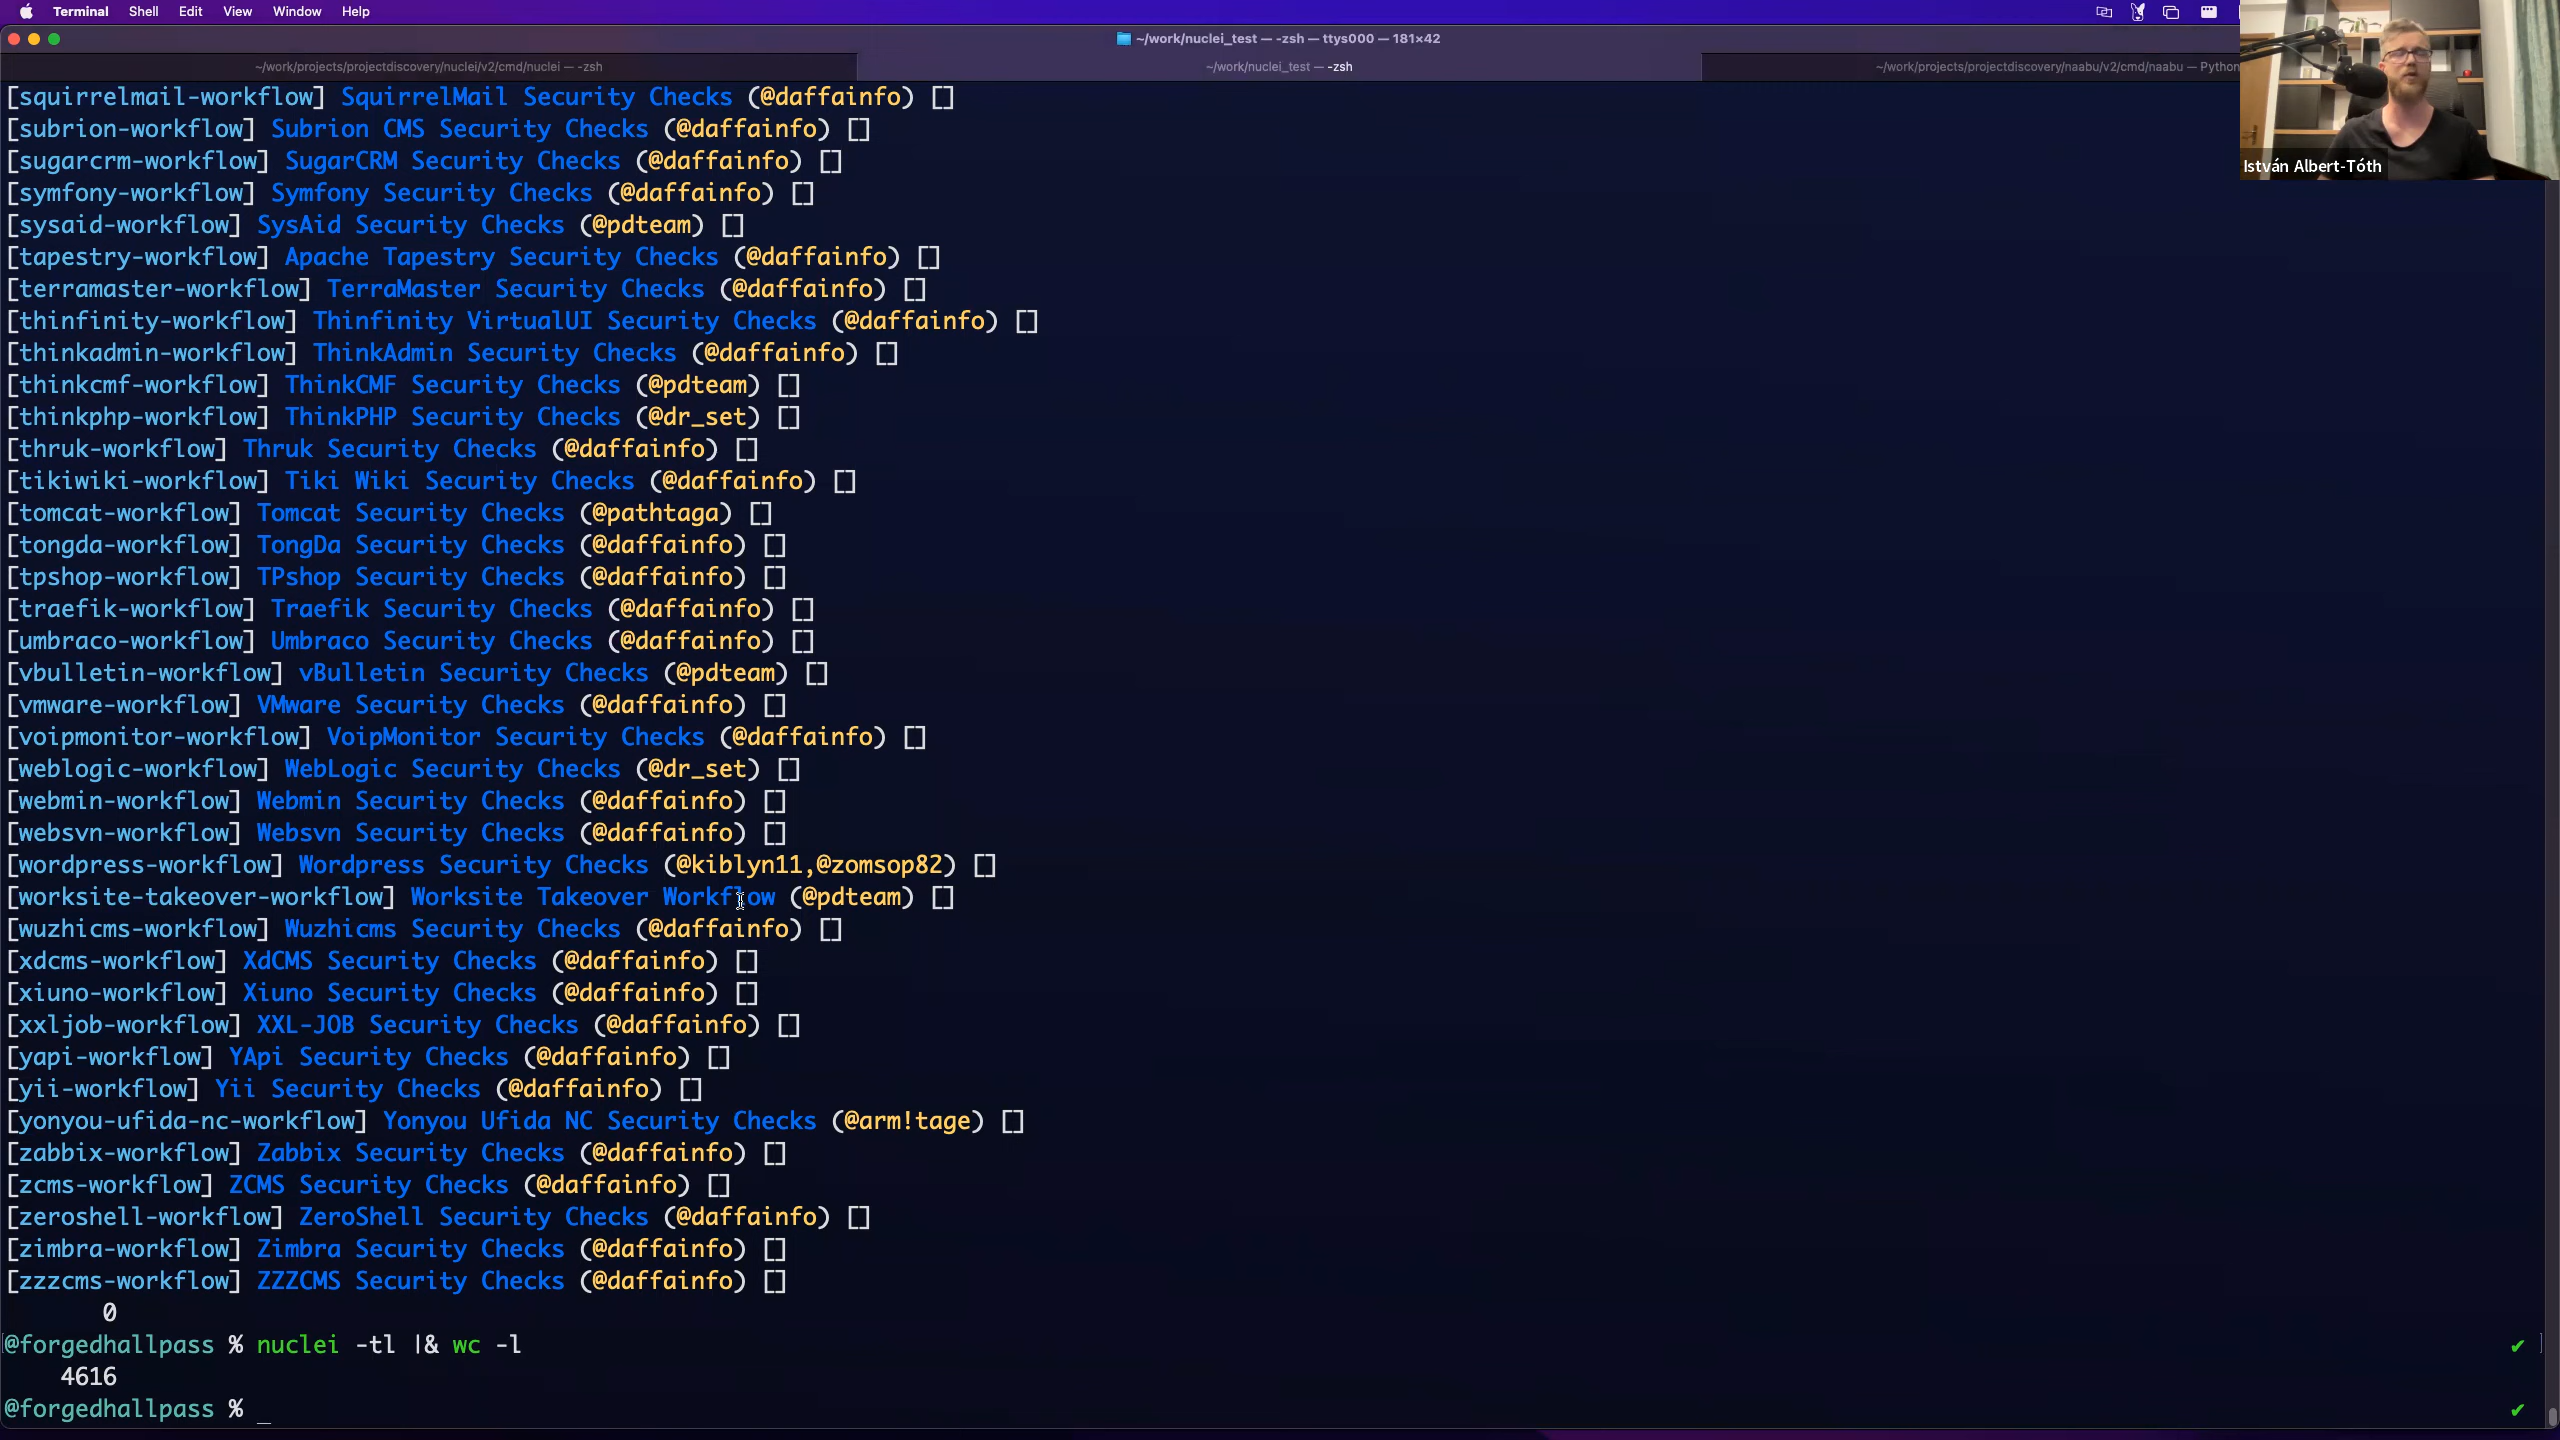 Terminal Shell Edit View Window Help
~/work/nuclei_test — -zsh — ttys000 — 181×42
~/work/projects/projectdiscovery/nuclei/v2/cmd/nuclei — -zsh
~/work/nuclei_test — -zsh
~/work/projects/projectdiscovery/naabu/v2/cmd/naabu — Python
István Albert-Tóth
[squirrelmail-workflow] SquirrelMail Security Checks (@daffainfo) []
[subrion-workflow] Subrion CMS Security Checks (@daffainfo) []
[sugarcrm-workflow] SugarCRM Security Checks (@daffainfo) []
[symfony-workflow] Symfony Security Checks (@daffainfo) []
[sysaid-workflow] SysAid Security Checks (@pdteam) []
[tapestry-workflow] Apache Tapestry Security Checks (@daffainfo) []
[terramaster-workflow] TerraMaster Security Checks (@daffainfo) []
[thinfinity-workflow] Thinfinity VirtualUI Security Checks (@daffainfo) []
[thinkadmin-workflow] ThinkAdmin Security Checks (@daffainfo) []
[thinkcmf-workflow] ThinkCMF Security Checks (@pdteam) []
[thinkphp-workflow] ThinkPHP Security Checks (@dr_set) []
[thruk-workflow] Thruk Security Checks (@daffainfo) []
[tikiwiki-workflow] Tiki Wiki Security Checks (@daffainfo) []
[tomcat-workflow] Tomcat Security Checks (@pathtaga) []
[tongda-workflow] TongDa Security Checks (@daffainfo) []
[tpshop-workflow] TPshop Security Checks (@daffainfo) []
[traefik-workflow] Traefik Security Checks (@daffainfo) []
[umbraco-workflow] Umbraco Security Checks (@daffainfo) []
[vbulletin-workflow] vBulletin Security Checks (@pdteam) []
[vmware-workflow] VMware Security Checks (@daffainfo) []
[voipmonitor-workflow] VoipMonitor Security Checks (@daffainfo) []
[weblogic-workflow] WebLogic Security Checks (@dr_set) []
[webmin-workflow] Webmin Security Checks (@daffainfo) []
[websvn-workflow] Websvn Security Checks (@daffainfo) []
[wordpress-workflow] Wordpress Security Checks (@kiblyn11,@zomsop82) []
[worksite-takeover-workflow] Worksite Takeover Workflow (@pdteam) []
[wuzhicms-workflow] Wuzhicms Security Checks (@daffainfo) []
[xdcms-workflow] XdCMS Security Checks (@daffainfo) []
[xiuno-workflow] Xiuno Security Checks (@daffainfo) []
[xxljob-workflow] XXL-JOB Security Checks (@daffainfo) []
[yapi-workflow] YApi Security Checks (@daffainfo) []
[yii-workflow] Yii Security Checks (@daffainfo) []
[yonyou-ufida-nc-workflow] Yonyou Ufida NC Security Checks (@arm!tage) []
[zabbix-workflow] Zabbix Security Checks (@daffainfo) []
[zcms-workflow] ZCMS Security Checks (@daffainfo) []
[zeroshell-workflow] ZeroShell Security Checks (@daffainfo) []
[zimbra-workflow] Zimbra Security Checks (@daffainfo) []
[zzzcms-workflow] ZZZCMS Security Checks (@daffainfo) []
0
@forgedhallpass % nuclei -tl |& wc -l
4616
@forgedhallpass % _